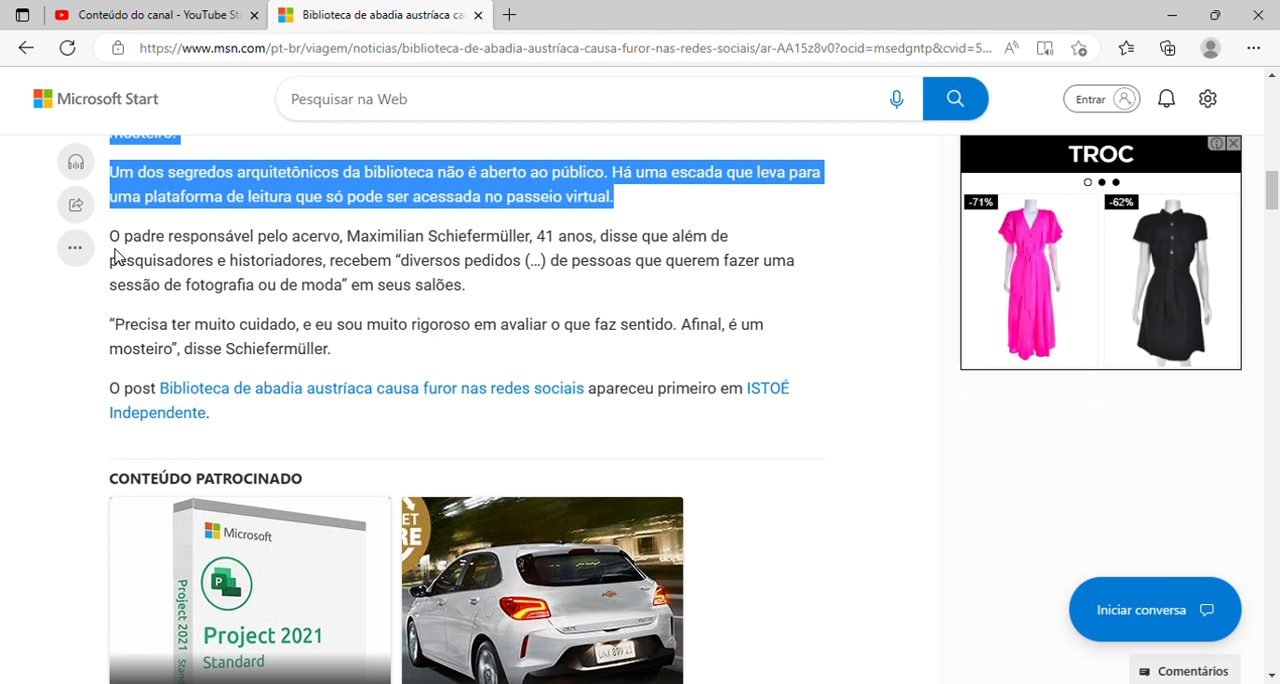 Conteúdo do canal - YouTube St
Biblioteca de abadia austríaca ca
https://www.msn.com/pt-br/viagem/noticias/biblioteca-de-abadia-austríaca-causa-furor-nas-redes-sociais/ar-AA15z8v0?ocid=msedgntp&cvid=5...
Microsoft Start
Pesquisar na Web
Entrar
mosteiro.
Um dos segredos arquitetônicos da biblioteca não é aberto ao público. Há uma escada que leva para
uma plataforma de leitura que só pode ser acessada no passeio virtual.
O padre responsável pelo acervo, Maximilian Schiefermüller, 41 anos, disse que além de
pesquisadores e historiadores, recebem “diversos pedidos (...) de pessoas que querem fazer uma
sessão de fotografia ou de moda” em seus salões.
“Precisa ter muito cuidado, e eu sou muito rigoroso em avaliar o que faz sentido. Afinal, é um
mosteiro”, disse Schiefermüller.
O post Biblioteca de abadia austríaca causa furor nas redes sociais apareceu primeiro em ISTOÉ
Independente.
TROC
-71%
-62%
CONTEÚDO PATROCINADO
Microsoft
Project 2021
Project 2021
Standard
Iniciar conversa
Comentários